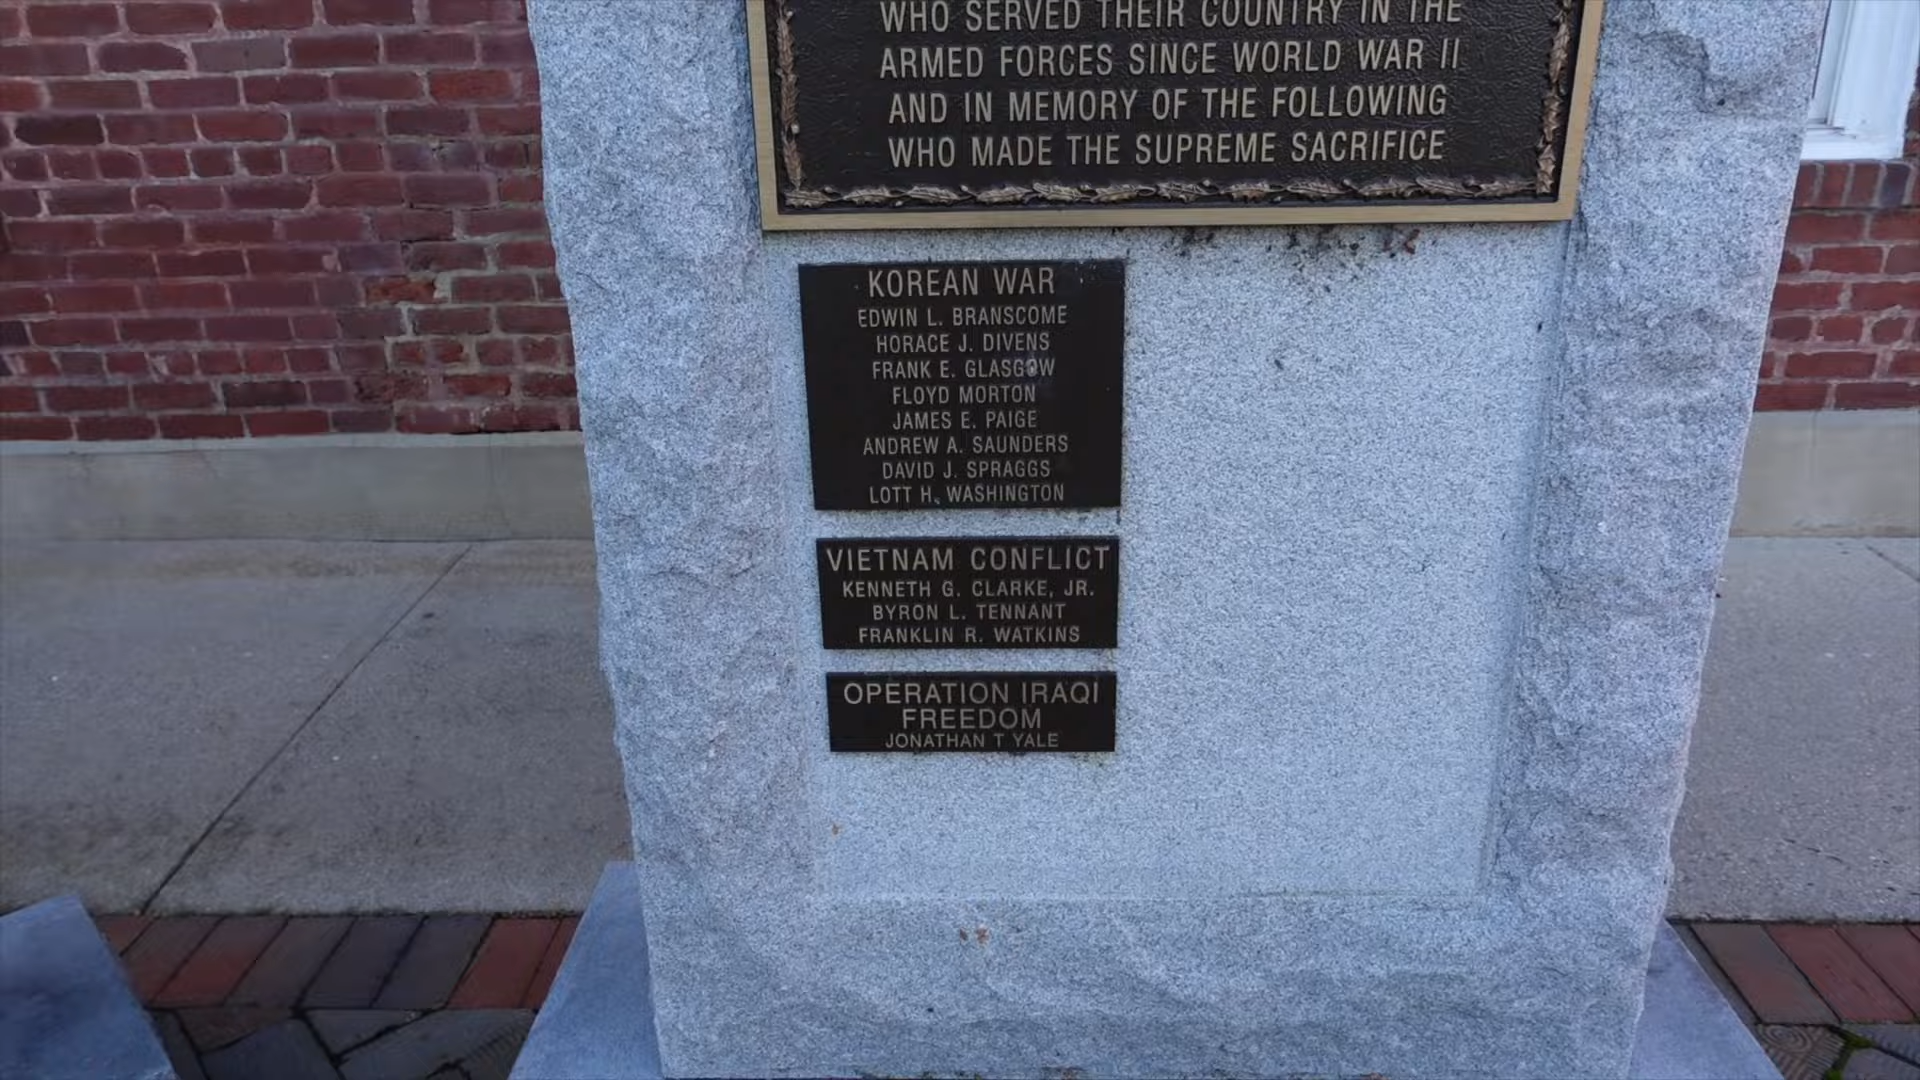 WHO SERVED THEIR COUNTRY IN THE
ARMED FORCES SINCE WORLD WAR II
AND IN MEMORY OF THE FOLLOWING
WHO MADE THE SUPREME SACRIFICE
KOREAN WAR
EDWIN L. BRANSCOME
HORACE J. DIVENS
FRANK E. GLASGOW
FLOYD MORTON
JAMES E. PAIGE
ANDREW A. SAUNDERS
DAVID J. SPRAGGS
LOTT H. WASHINGTON
VIETNAM CONFLICT
KENNETH G. CLARKE, JR.
BYRON L. TENNANT
FRANKLIN R. WATKINS
OPERATION IRAQI
FREEDOM
JONATHAN T YALE